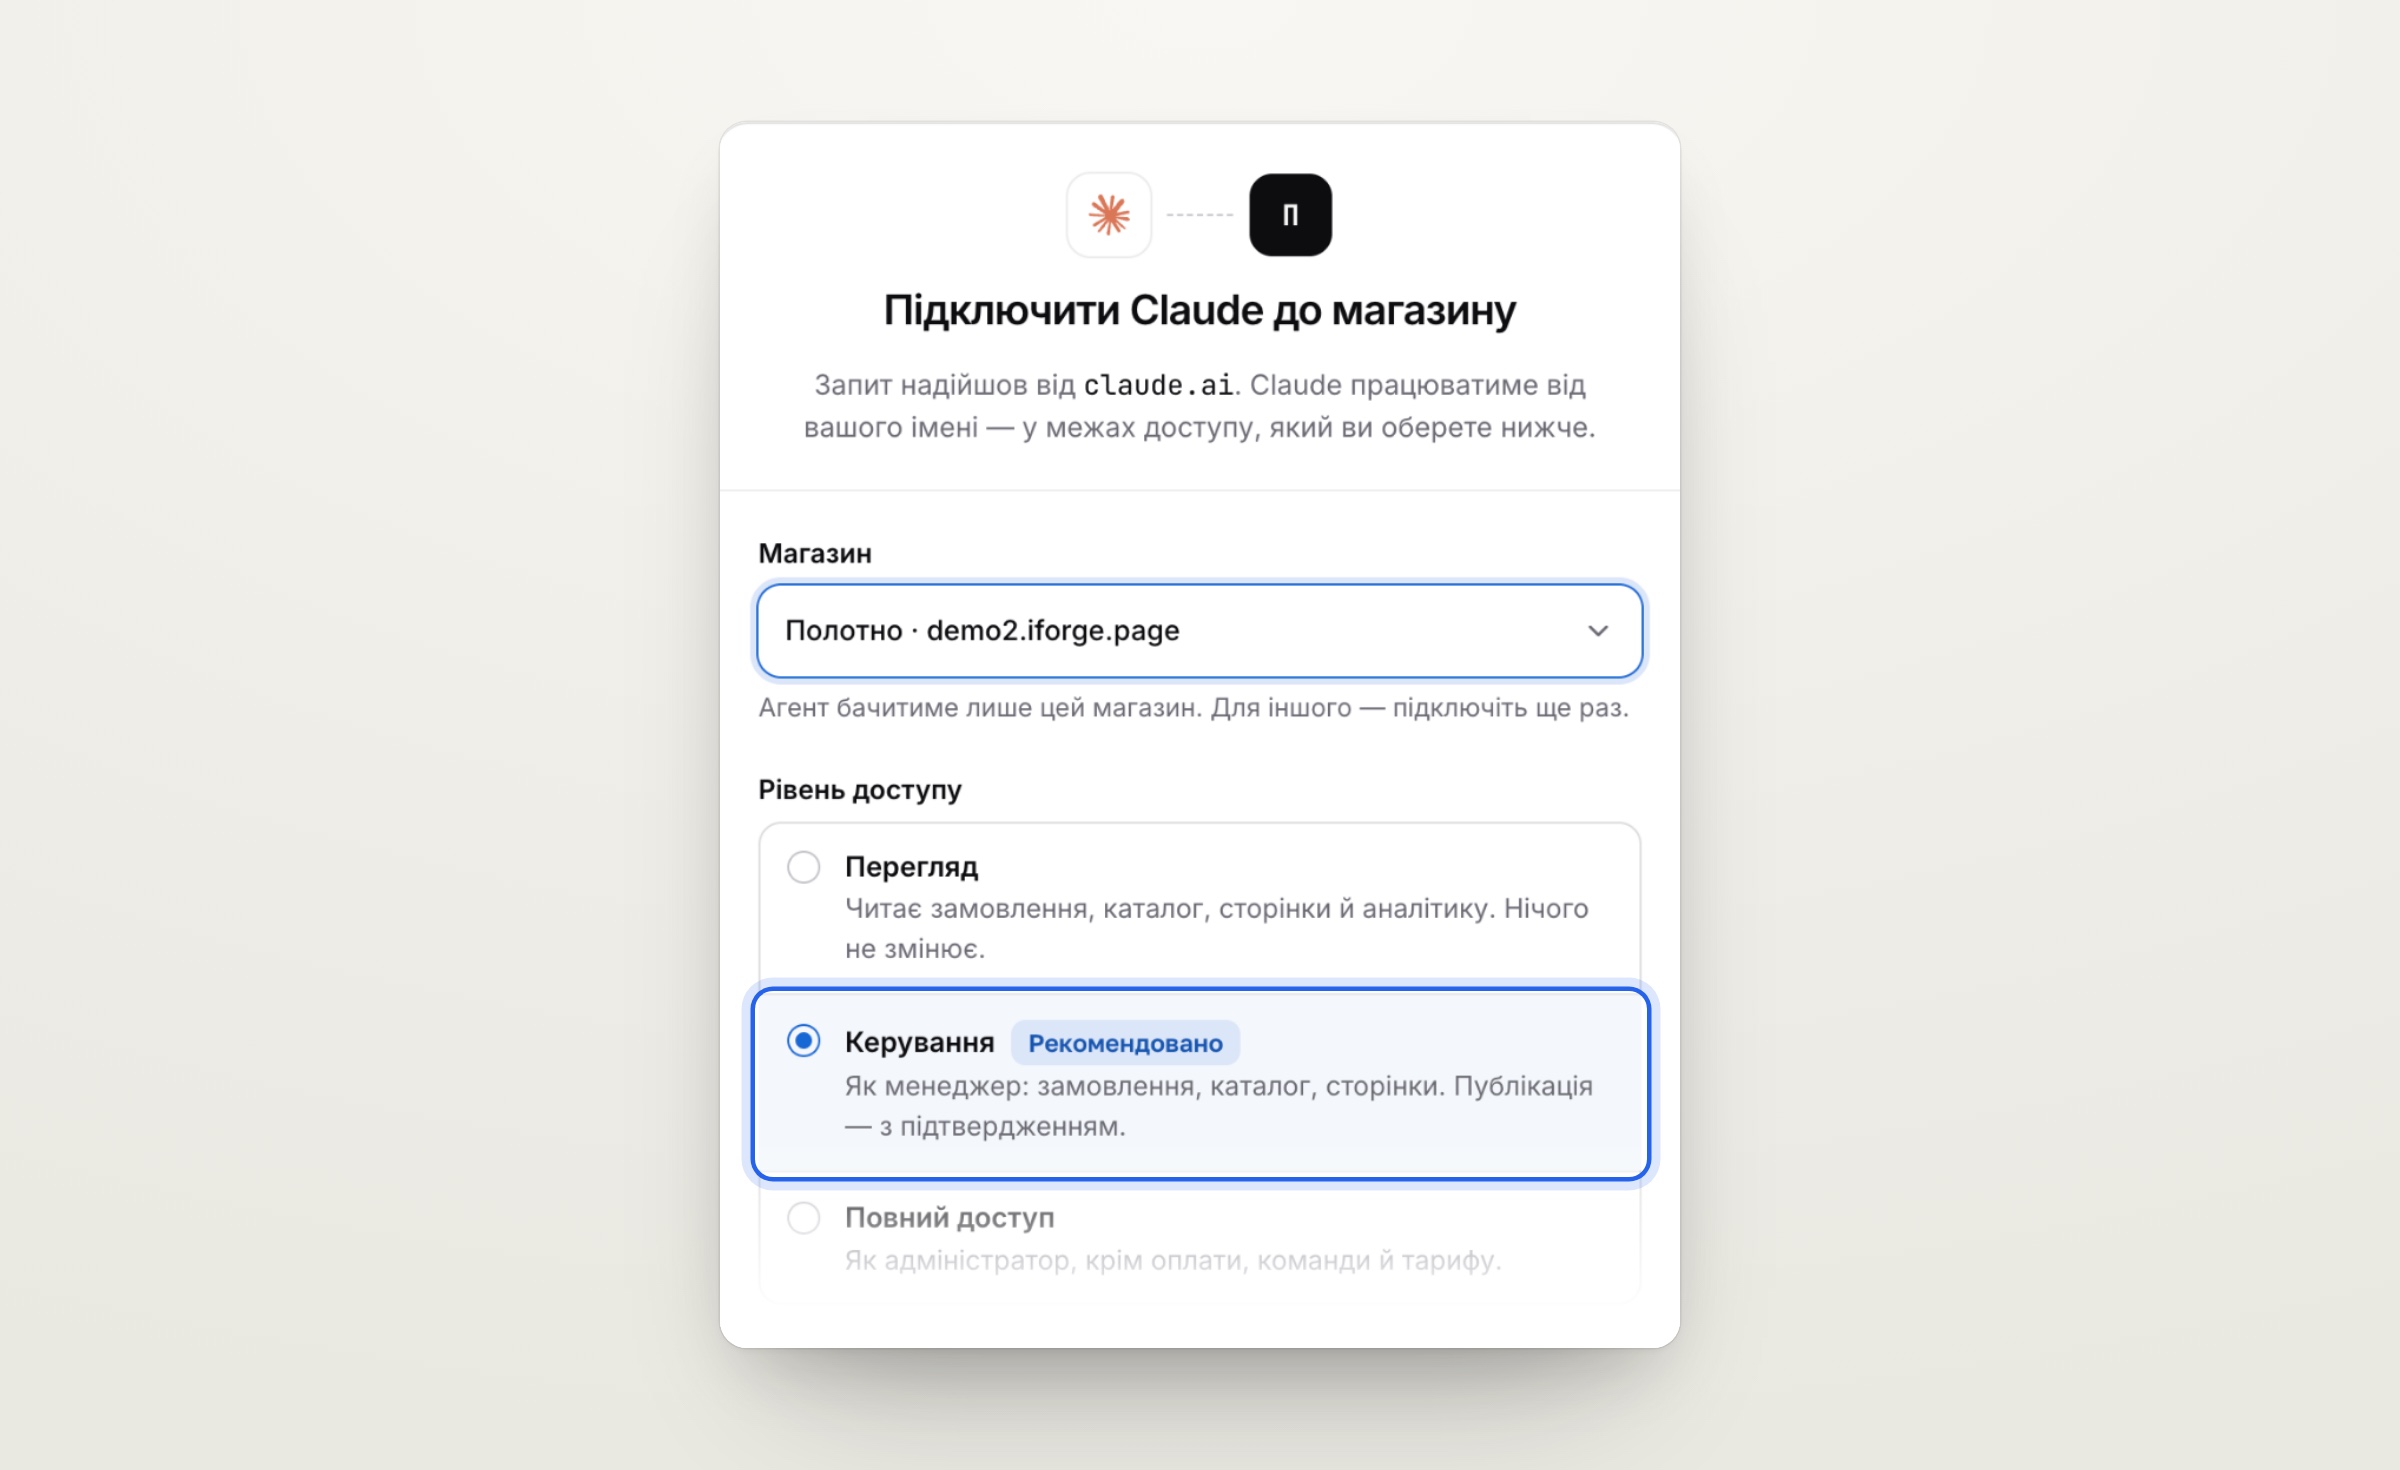 П
Підключити Claude до магазину
Запит надійшов від claude.ai. Claude працюватиме від
вашого імені — у межах доступу, який ви оберете нижче.
Магазин
Полотно · demo2.iforge.page
Агент бачитиме лише цей магазин. Для іншого — підключіть ще раз.
Рівень доступу
Перегляд
Читає замовлення, каталог, сторінки й аналітику. Нічого
не змінює.
Керування Рекомендовано
Як менеджер: замовлення, каталог, сторінки. Публікація
— з підтвердженням.
Повний доступ
Як адміністратор, крім оплати, команди й тарифу.